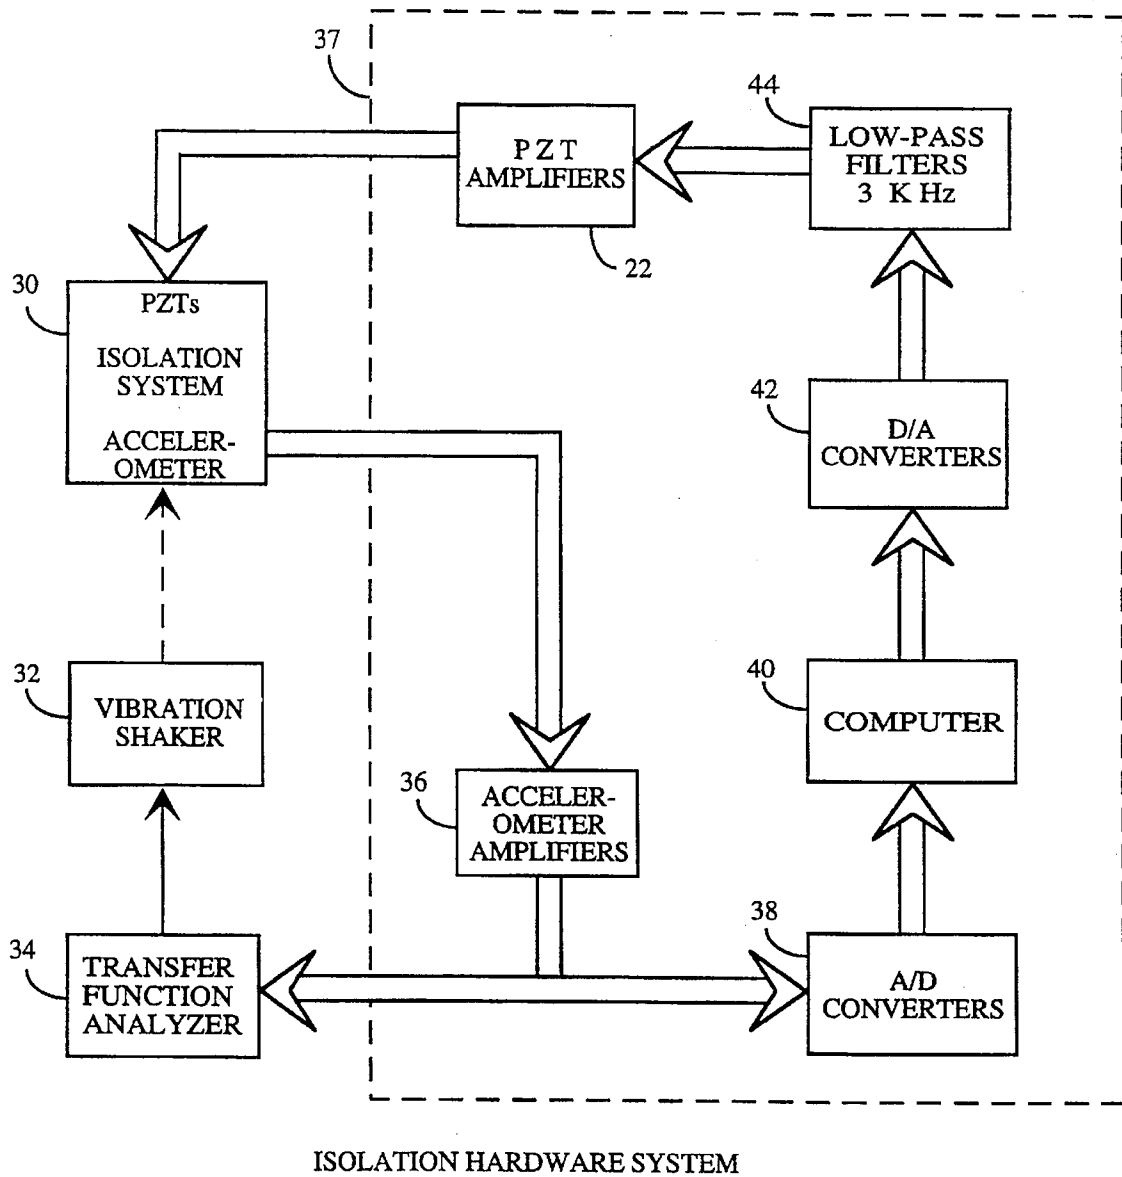 37
44
P Z T
AMPLIFIERS
LOW-PASS
FILTERS
3 K Hz
22
30
PZTs
ISOLATION
SYSTEM
ACCELER-
OMETER
42
D/A
CONVERTERS
32
VIBRATION
SHAKER
40
COMPUTER
36
ACCELER-
OMETER
AMPLIFIERS
34
TRANSFER
FUNCTION
ANALYZER
38
A/D
CONVERTERS
ISOLATION HARDWARE SYSTEM